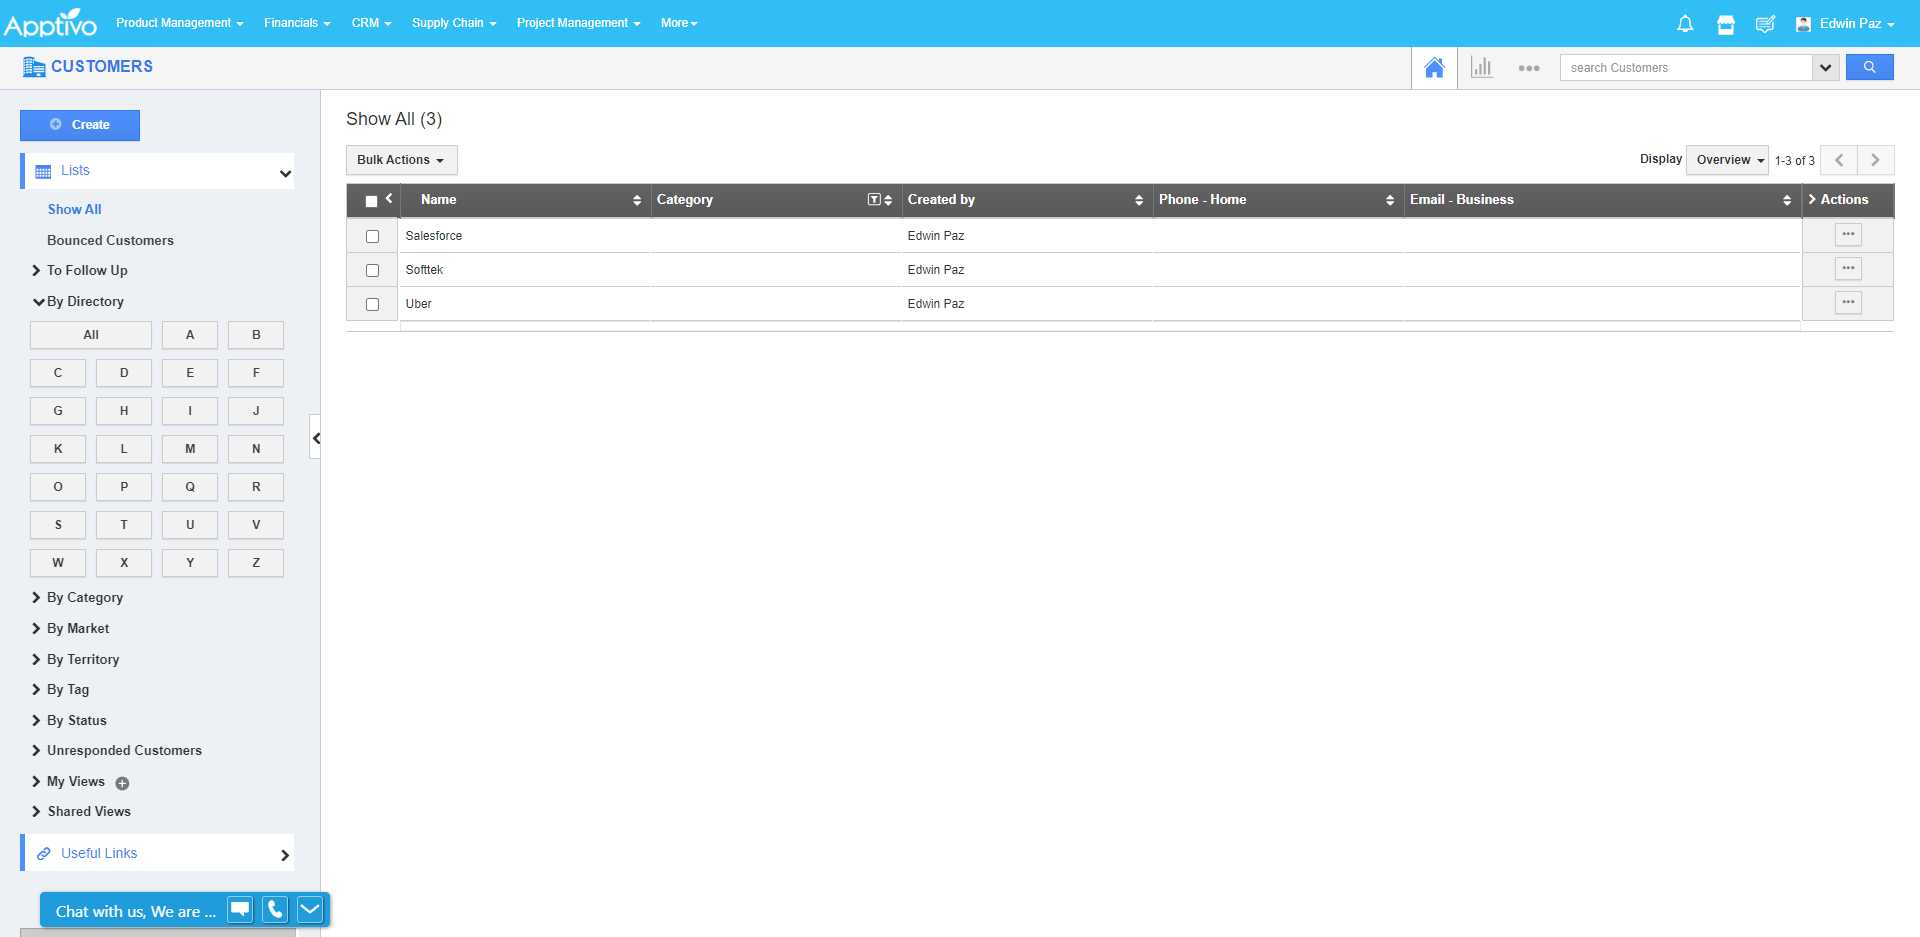 Apptivo
Product Management
Financials
CRM
Supply Chain
Project Management
More
Edwin Paz
CUSTOMERS
search Customers
Create
Lists
Show All
Bounced Customers
To Follow Up
By Directory
All
A
B
C
D
E
F
G
H
I
J
K
L
M
N
O
P
Q
R
S
T
U
V
W
X
Y
Z
By Category
By Market
By Territory
By Tag
By Status
Unresponded Customers
My Views
Shared Views
Useful Links
Chat with us, We are ...
Show All (3)
Bulk Actions
Display
Overview
1-3 of 3
Name
Category
Created by
Phone - Home
Email - Business
Actions
Salesforce
Edwin Paz
Softtek
Edwin Paz
Uber
Edwin Paz